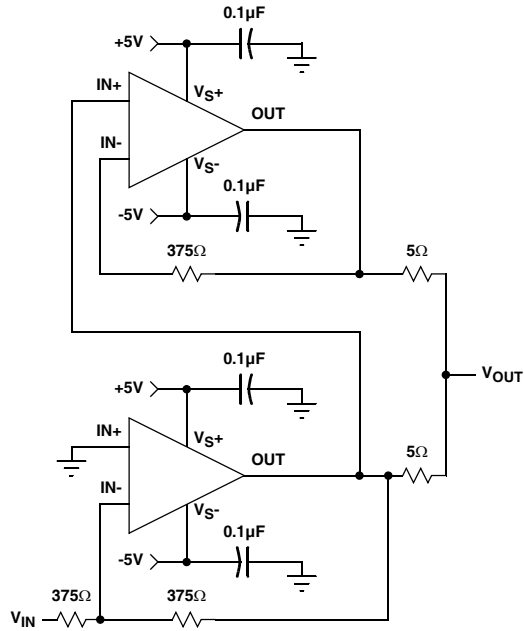 0.1µF
+5V
IN+
VS+
OUT
IN-
VS-
0.1µF
-5V
375Ω
5Ω
0.1µF
+5V
VOUT
IN+
VS+
OUT
5Ω
IN-
VS-
0.1µF
-5V
375Ω
375Ω
VIN